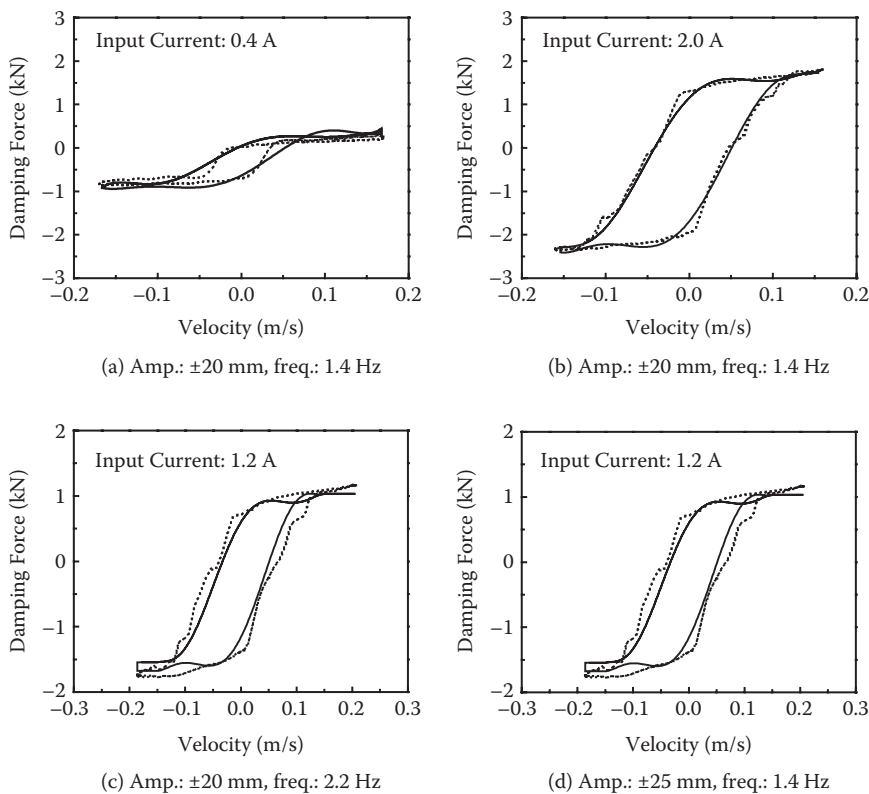 3
2
1
0
−1
−2
−3
Damping Force (kN)
Input Current: 0.4 A
−0.2 −0.1 0.0 0.1 0.2
Velocity (m/s)
(a) Amp.: ±20 mm, freq.: 1.4 Hz
3
2
1
0
−1
−2
−3
Damping Force (kN)
Input Current: 2.0 A
−0.2 −0.1 0.0 0.1 0.2
Velocity (m/s)
(b) Amp.: ±20 mm, freq.: 1.4 Hz
2
1
0
−1
−2
Damping Force (kN)
Input Current: 1.2 A
−0.3 −0.2 −0.1 0.0 0.1 0.2 0.3
Velocity (m/s)
(c) Amp.: ±20 mm, freq.: 2.2 Hz
2
1
0
−1
−2
Damping Force (kN)
Input Current: 1.2 A
−0.3 −0.2 −0.1 0.0 0.1 0.2 0.3
Velocity (m/s)
(d) Amp.: ±25 mm, freq.: 1.4 Hz